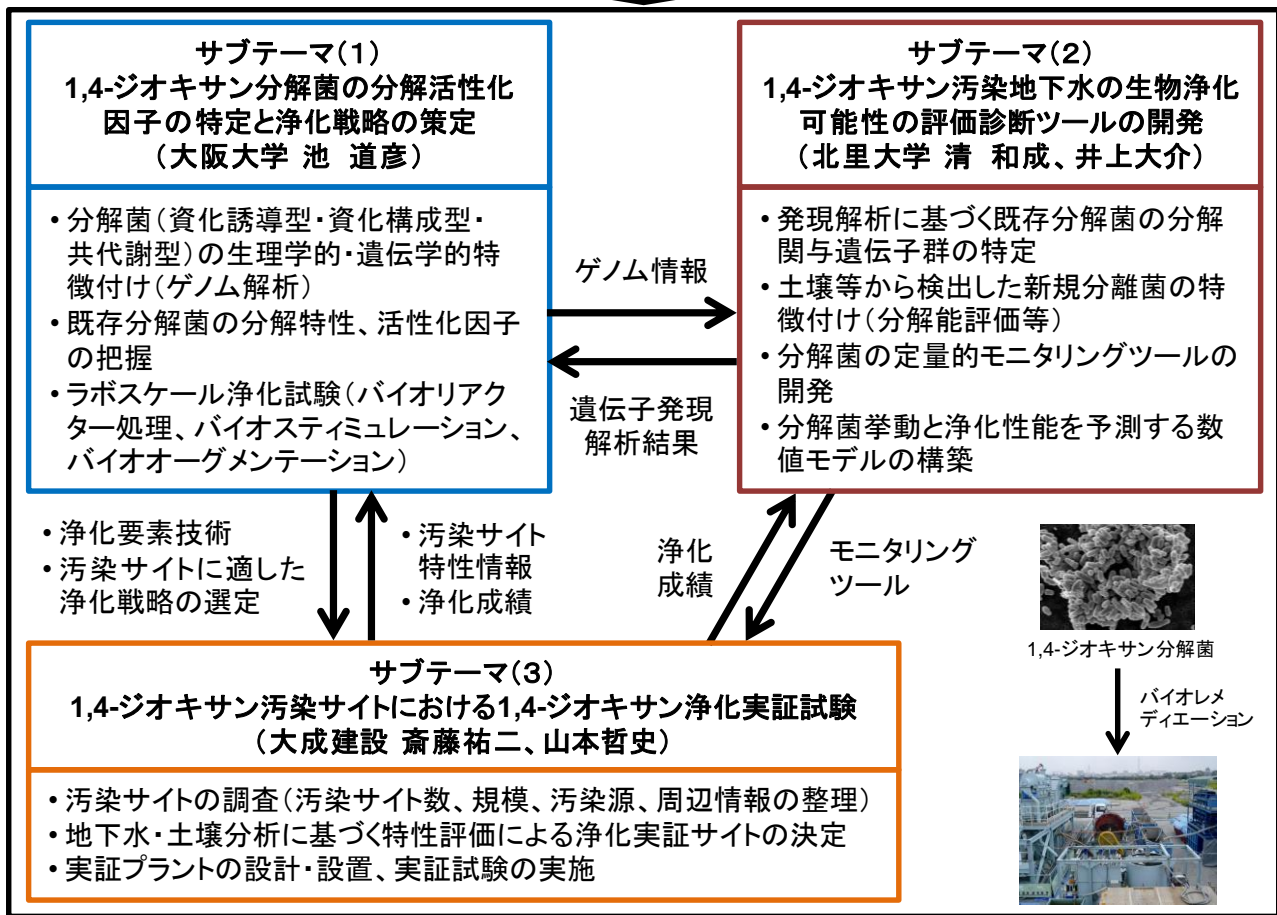 サブテーマ(1)
1,4-ジオキサン分解菌の分解活性化
因子の特定と浄化戦略の策定
(大阪大学 池 道彦)
・分解菌(資化誘導型・資化構成型・
共代謝型)の生理学的・遺伝学的特
徴付け(ゲノム解析)
・既存分解菌の分解特性、活性化因子
の把握
・ラボスケール浄化試験(バイオリアク
ター処理、バイオスティミュレーション、
バイオオーグメンテーション)
ゲノム情報
遺伝子発現
解析結果
サブテーマ(2)
1,4-ジオキサン汚染地下水の生物浄化
可能性の評価診断ツールの開発
(北里大学 清 和成、井上大介)
・発現解析に基づく既存分解菌の分解
関与遺伝子群の特定
・土壌等から検出した新規分離菌の特
徴付け(分解能評価等)
・分解菌の定量的モニタリングツールの
開発
・分解菌挙動と浄化性能を予測する数
値モデルの構築
・浄化要素技術
・汚染サイトに適した
浄化戦略の選定
・汚染サイト
特性情報
・浄化成績
浄化
成績
モニタリング
ツール
サブテーマ(3)
1,4-ジオキサン汚染サイトにおける1,4-ジオキサン浄化実証試験
(大成建設 斎藤祐二、山本哲史)
・汚染サイトの調査(汚染サイト数、規模、汚染源、周辺情報の整理)
・地下水・土壌分析に基づく特性評価による浄化実証サイトの決定
・実証プラントの設計・設置、実証試験の実施
1,4-ジオキサン分解菌
バイオレメ
ディエーション